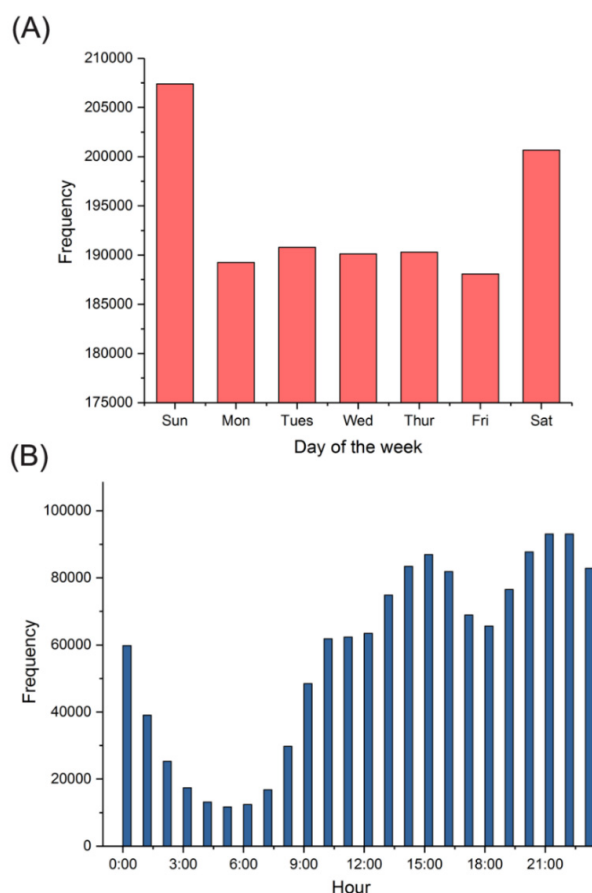 (A)
210000
205000
200000
195000
190000
185000
180000
175000
Frequency
Sun Mon Tues Wed Thur Fri Sat
Day of the week
(B)
100000
80000
60000
40000
20000
0
Frequency
0:00 3:00 6:00 9:00 12:00 15:00 18:00 21:00
Hour